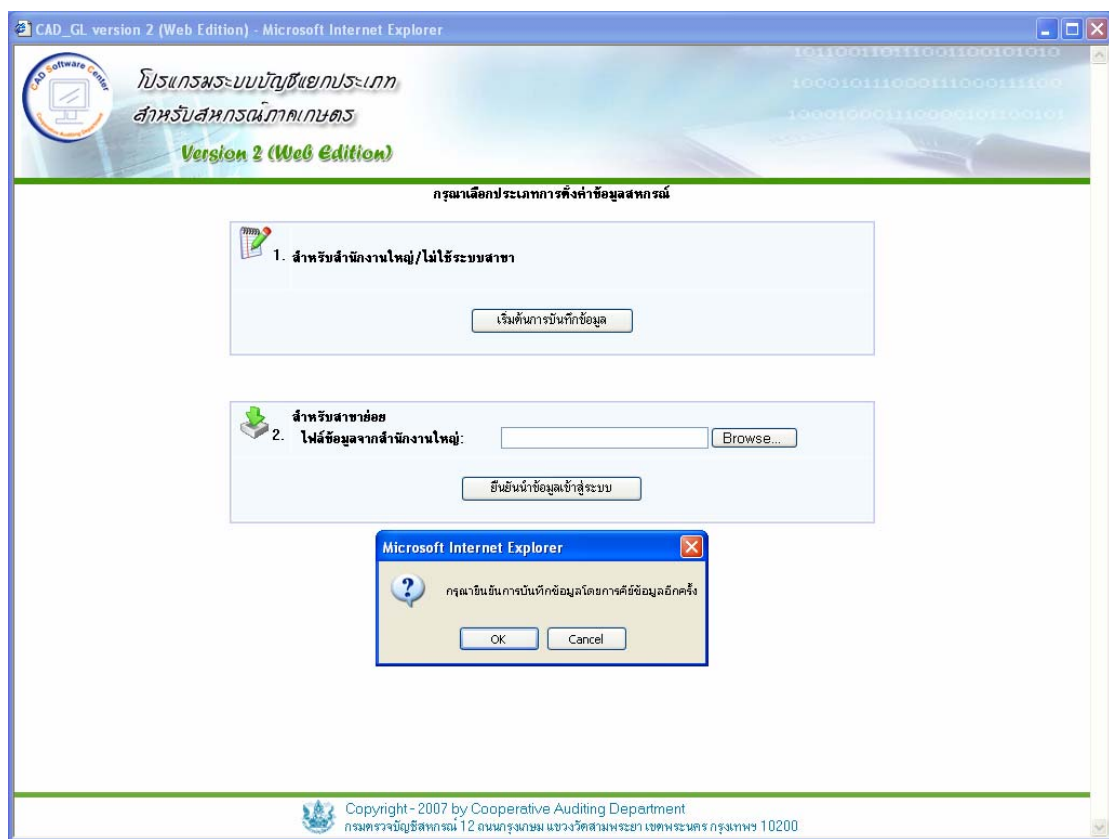 CAD_GL version 2 (Web Edition) - Microsoft Internet Explorer
CAD Software Center
Cooperative Auditing Department
โปรแกรมระบบบัญชีแยกประเภท
สำหรับสหกรณ์ภาคเกษตร
Version 2 (Web Edition)
กรุณาเลือกประเภทการตั้งค่าข้อมูลสหกรณ์
1. สำหรับสำนักงานใหญ่/ไม่ใช้ระบบสาขา
เริ่มต้นการบันทึกข้อมูล
สำหรับสาขาย่อย
2. ไฟล์ข้อมูลจากสำนักงานใหญ่: Browse...
ยืนยันนำข้อมูลเข้าสู่ระบบ
Microsoft Internet Explorer
กรุณายืนยันการบันทึกข้อมูลโดยการคีย์ข้อมูลอีกครั้ง
OK Cancel
Copyright - 2007 by Cooperative Auditing Department
กรมตรวจบัญชีสหกรณ์ 12 ถนนกรุงเกษม แขวงวัดสามพระยา เขตพระนคร กรุงเทพฯ 10200